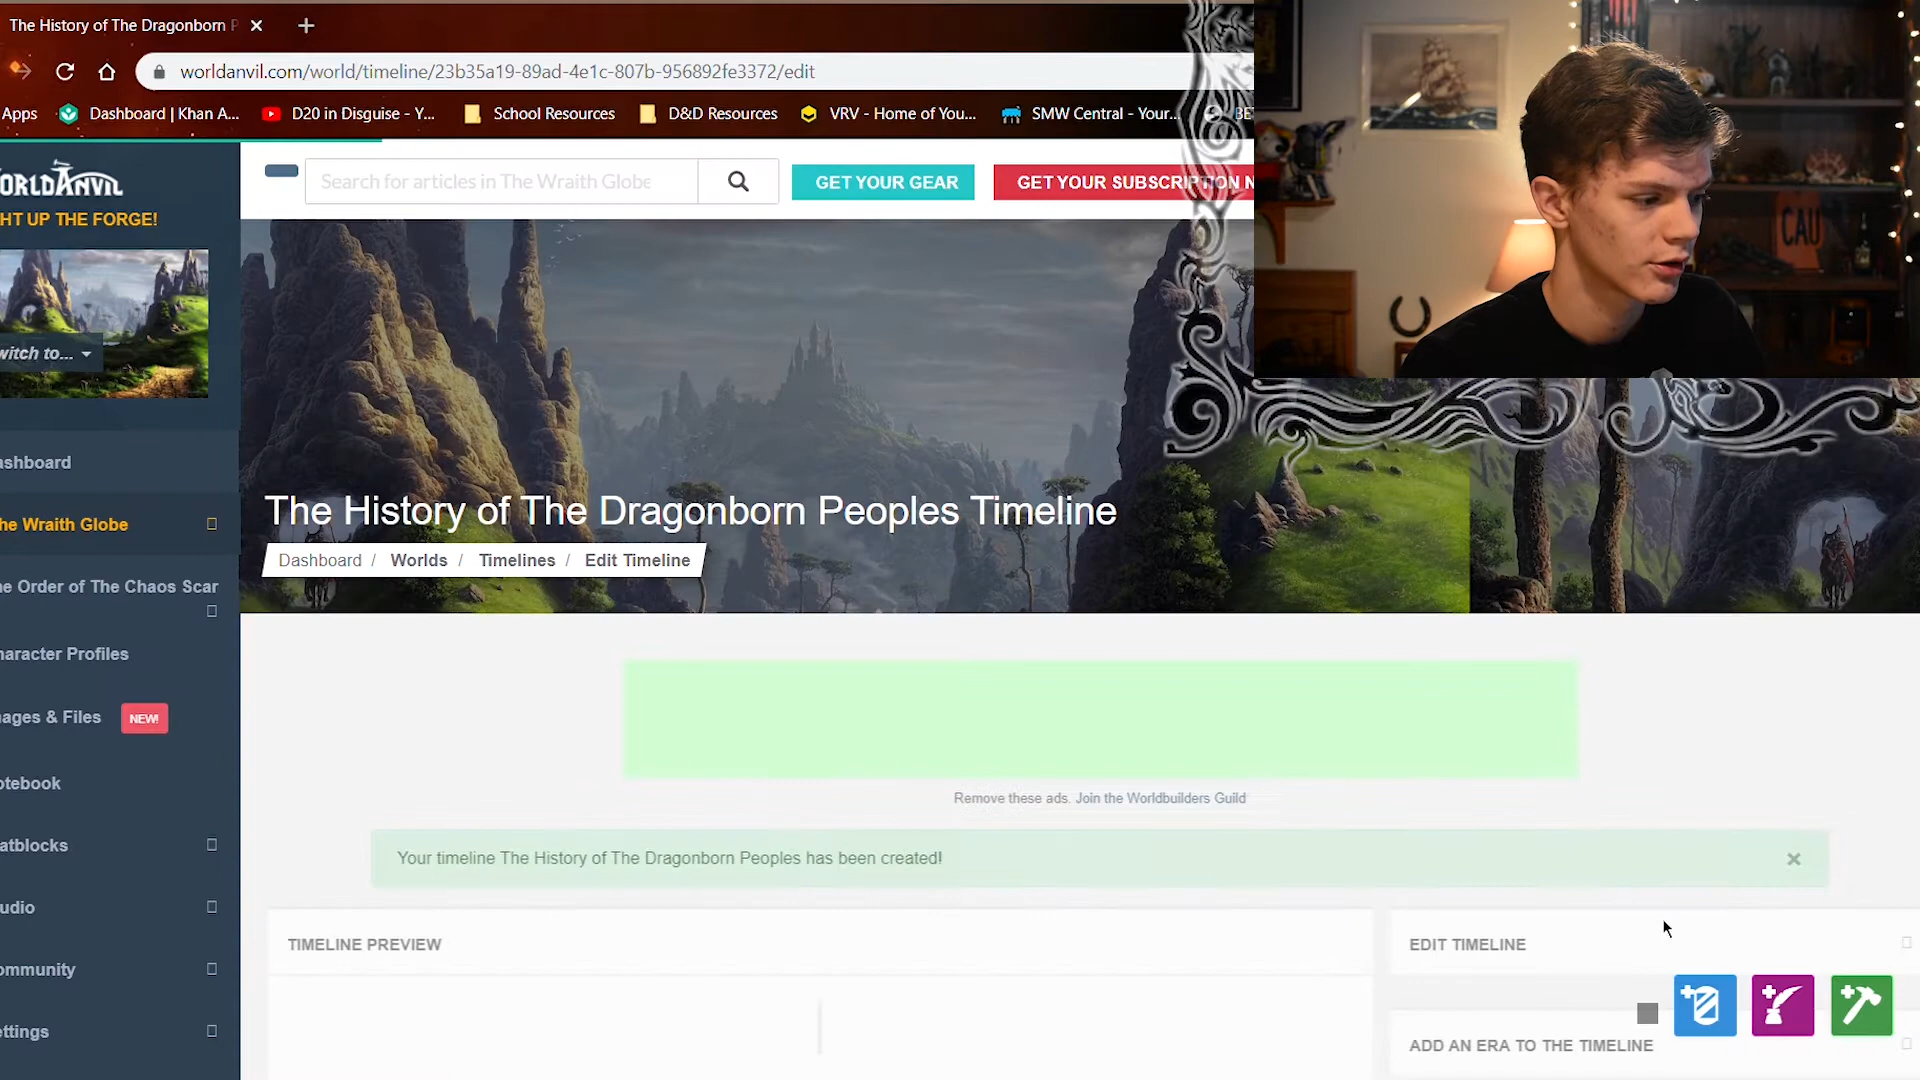 The History of The Dragonborn P
worldanvil.com/world/timeline/23b35a19-89ad-4e1c-807b-956892fe3372/edit
Apps
Dashboard | Khan A...
D20 in Disguise - Y...
School Resources
D&D Resources
VRV - Home of You...
SMW Central - Your...
BE
ORLDANVIL
HT UP THE FORGE!
Search for articles in The Wraith Globe
GET YOUR GEAR
GET YOUR SUBSCRIPTION N
witch to...
ashboard
he Wraith Globe
he Order of The Chaos Scar
haracter Profiles
ages & Files
NEW!
otebook
atblocks
udio
ommunity
ettings
CAU
The History of The Dragonborn Peoples Timeline
Dashboard / Worlds / Timelines / Edit Timeline
Remove these ads. Join the Worldbuilders Guild
Your timeline The History of The Dragonborn Peoples has been created!
TIMELINE PREVIEW
EDIT TIMELINE
ADD AN ERA TO THE TIMELINE